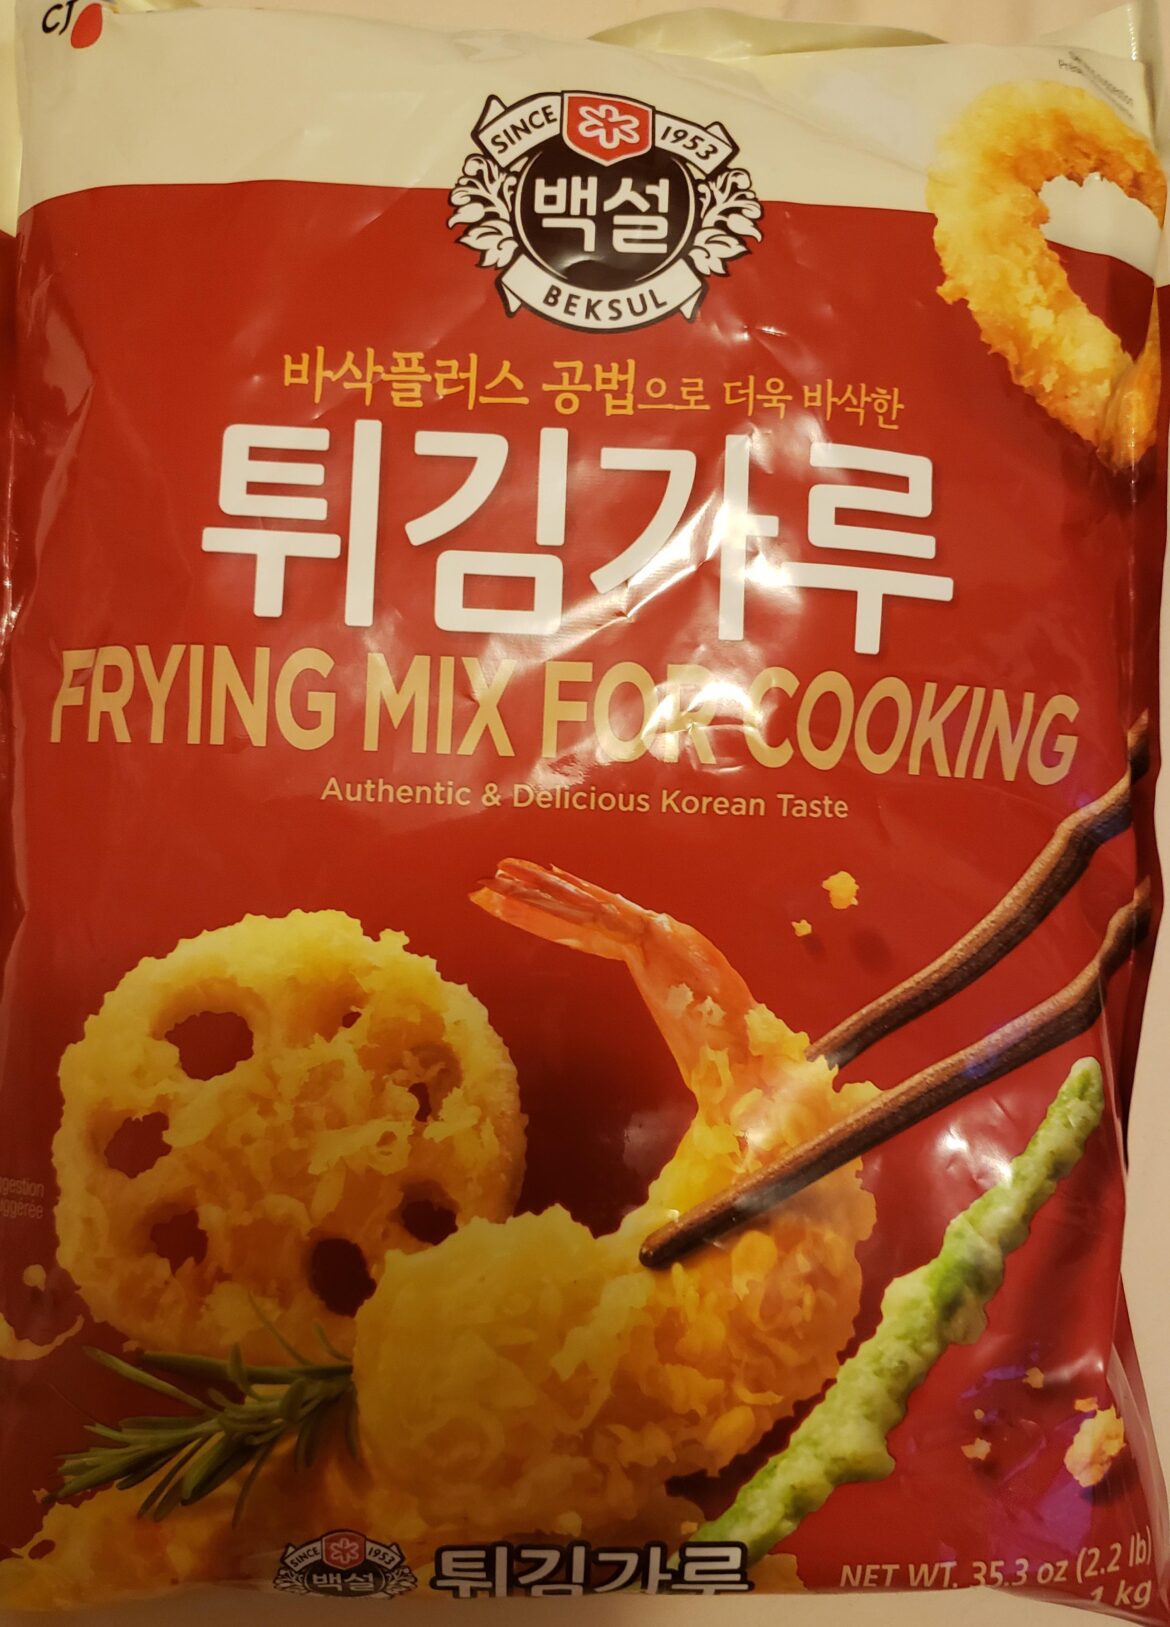 CJ
SINCE 1953
백설
BEKSUL
바삭플러스 공법으로 더욱 바삭한
튀김가루
FRYING MIX FOR COOKING
Authentic & Delicious Korean Taste
SINCE 1953
백설
튀김가루
NET WT. 35.3 oz (2.2 lb)
1 kg